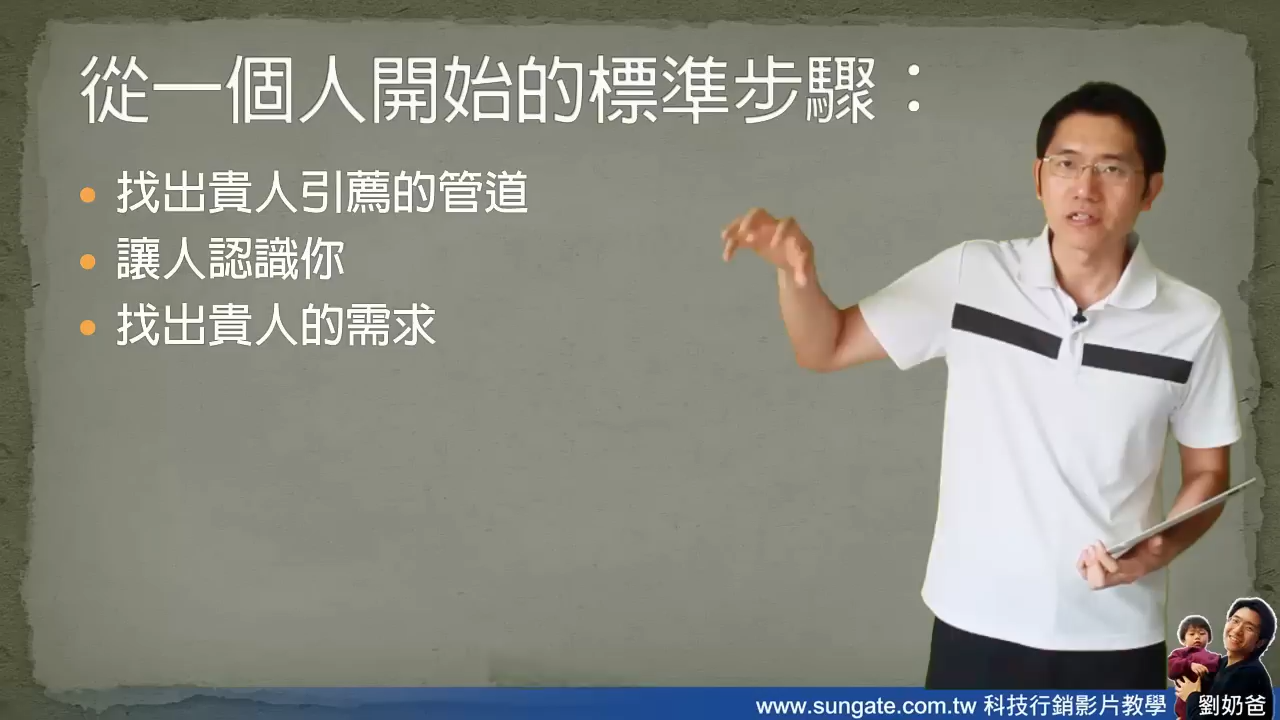 從一個人開始的標準步驟：
找出貴人引薦的管道
讓人認識你
找出貴人的需求
www.sungate.com.tw 科技行銷影片教學
劉奶爸